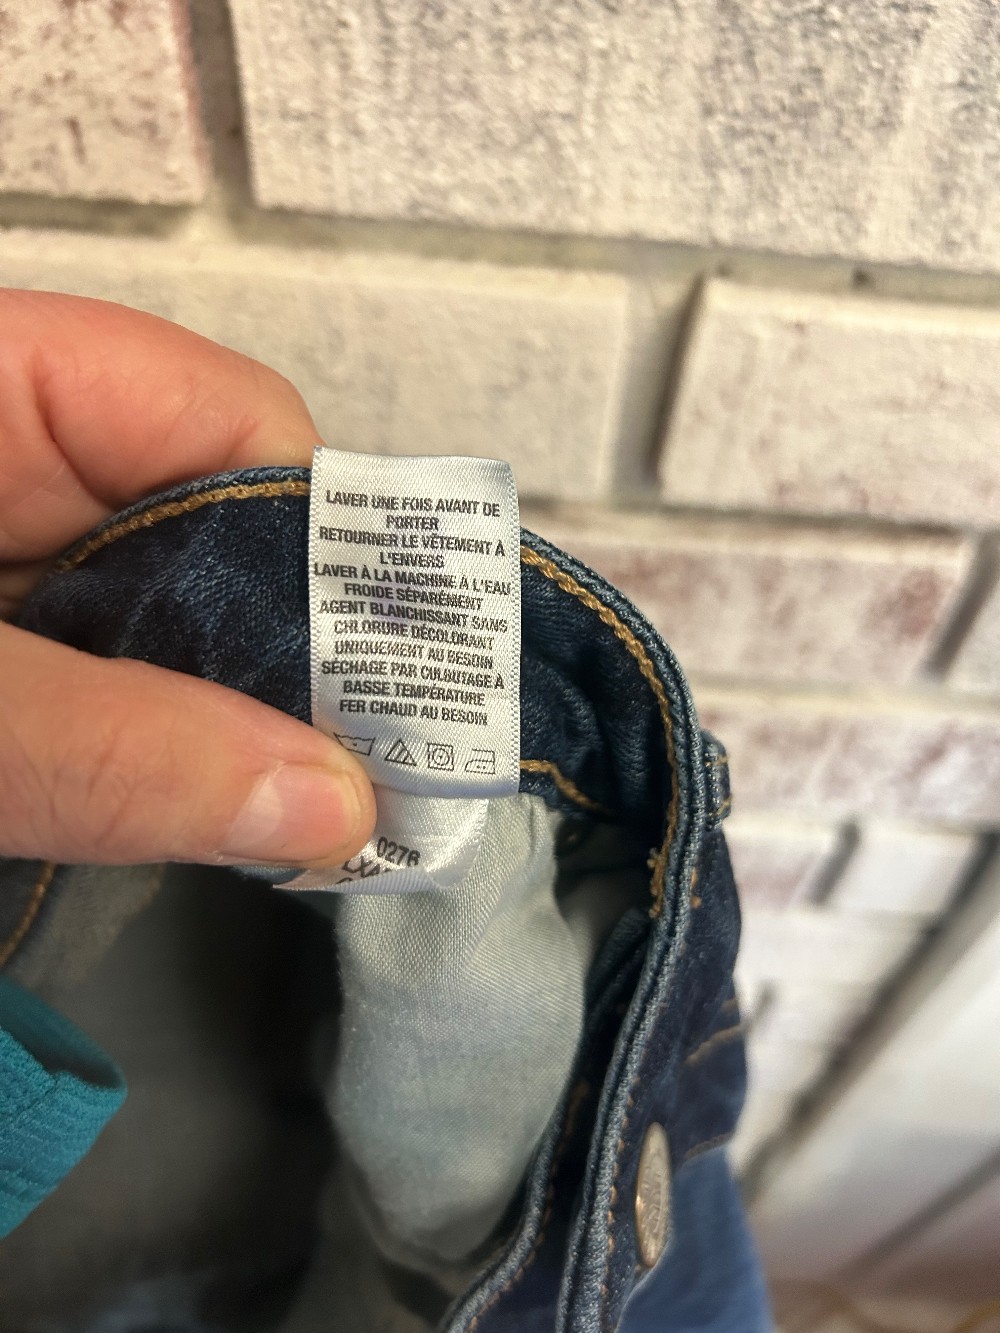 LAVER UNE FOIS AVANT DE
PORTER
RETOURNER LE VÊTEMENT À
L'ENVERS
LAVER À LA MACHINE À L'EAU
FROIDE SÉPARÉMENT
AGENT BLANCHISSANT SANS
CHLORURE DÉCOLORANT
UNIQUEMENT AU BESOIN
SÉCHAGE PAR CULBUTAGE À
BASSE TEMPÉRATURE
FER CHAUD AU BESOIN
0276